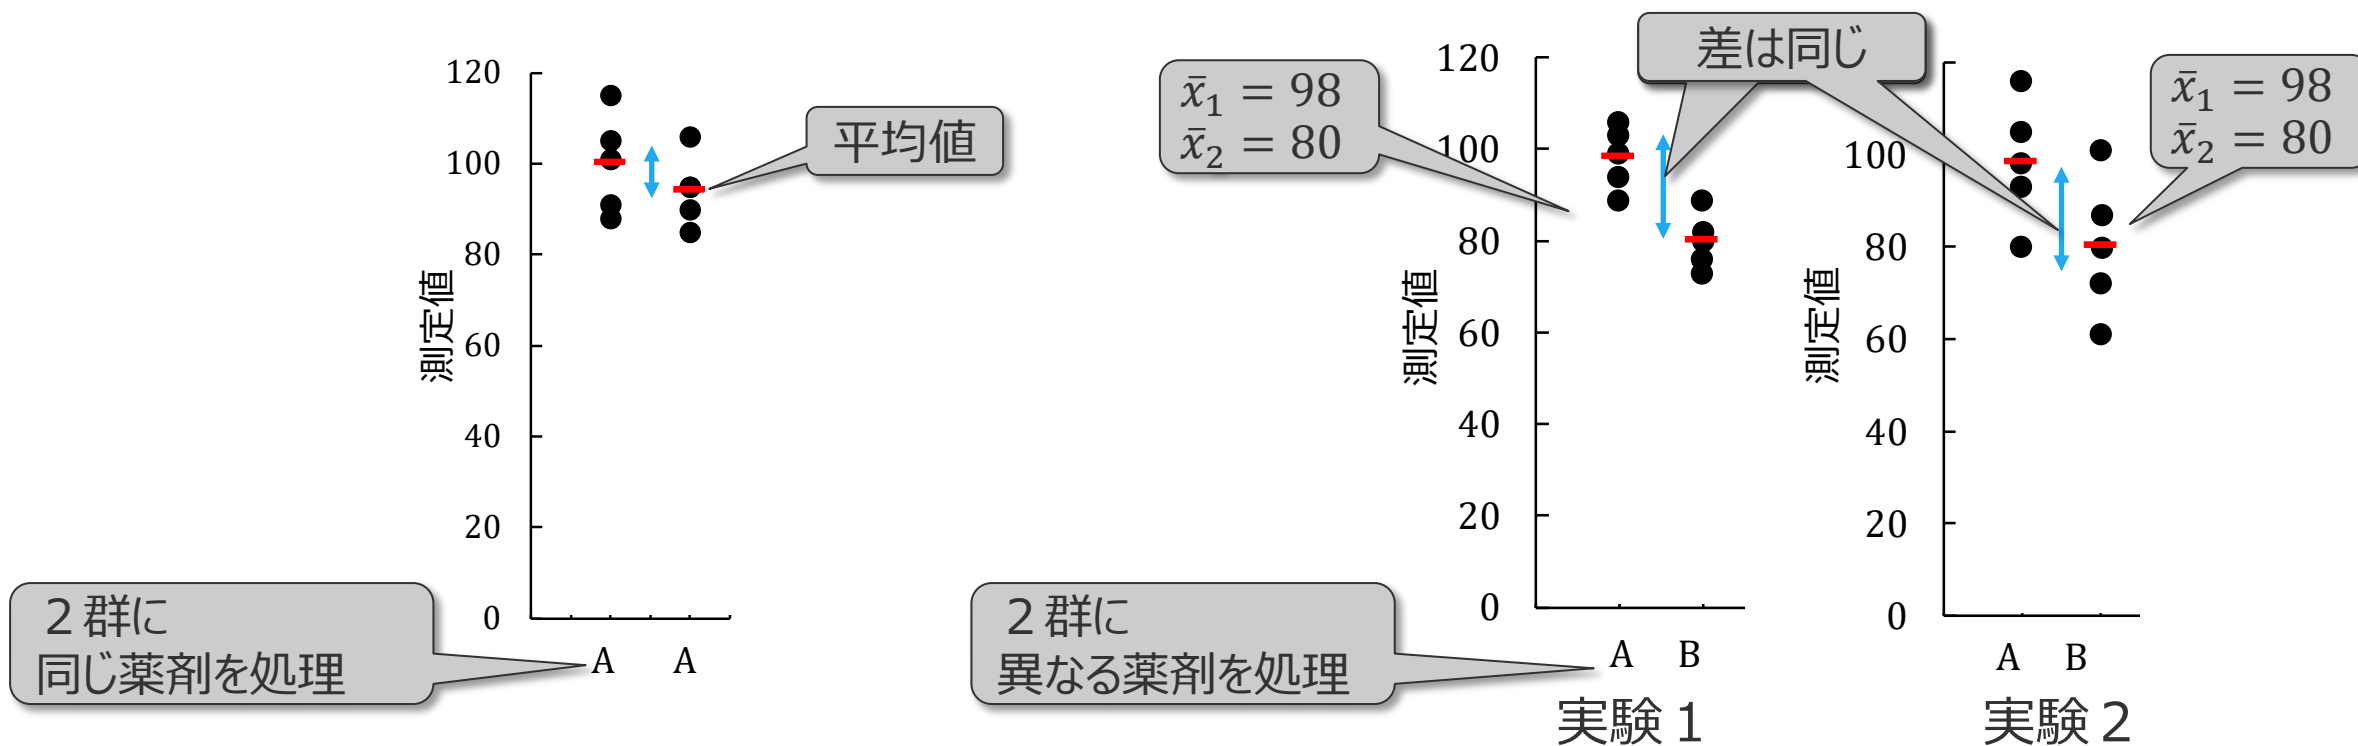 120
100
80
60
40
20
0
測定値
平均値
A A
２群に
同じ薬剤を処理
x̄₁ = 98
x̄₂ = 80
差は同じ
120
100
80
60
40
20
0
測定値
A B
実験１
２群に
異なる薬剤を処理
100
80
60
40
20
0
測定値
x̄₁ = 98
x̄₂ = 80
A B
実験２